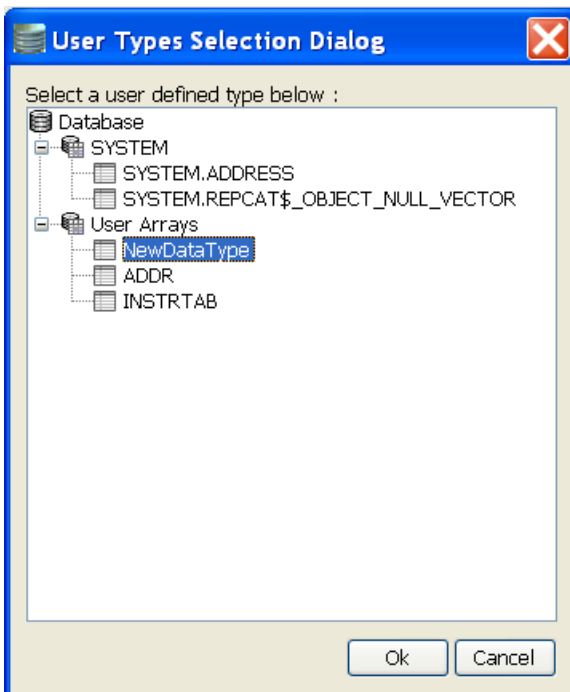 User Types Selection Dialog
Select a user defined type below :
Database
SYSTEM
SYSTEM.ADDRESS
SYSTEM.REPCAT$_OBJECT_NULL_VECTOR
User Arrays
NewDataType
ADDR
INSTRTAB
Ok Cancel